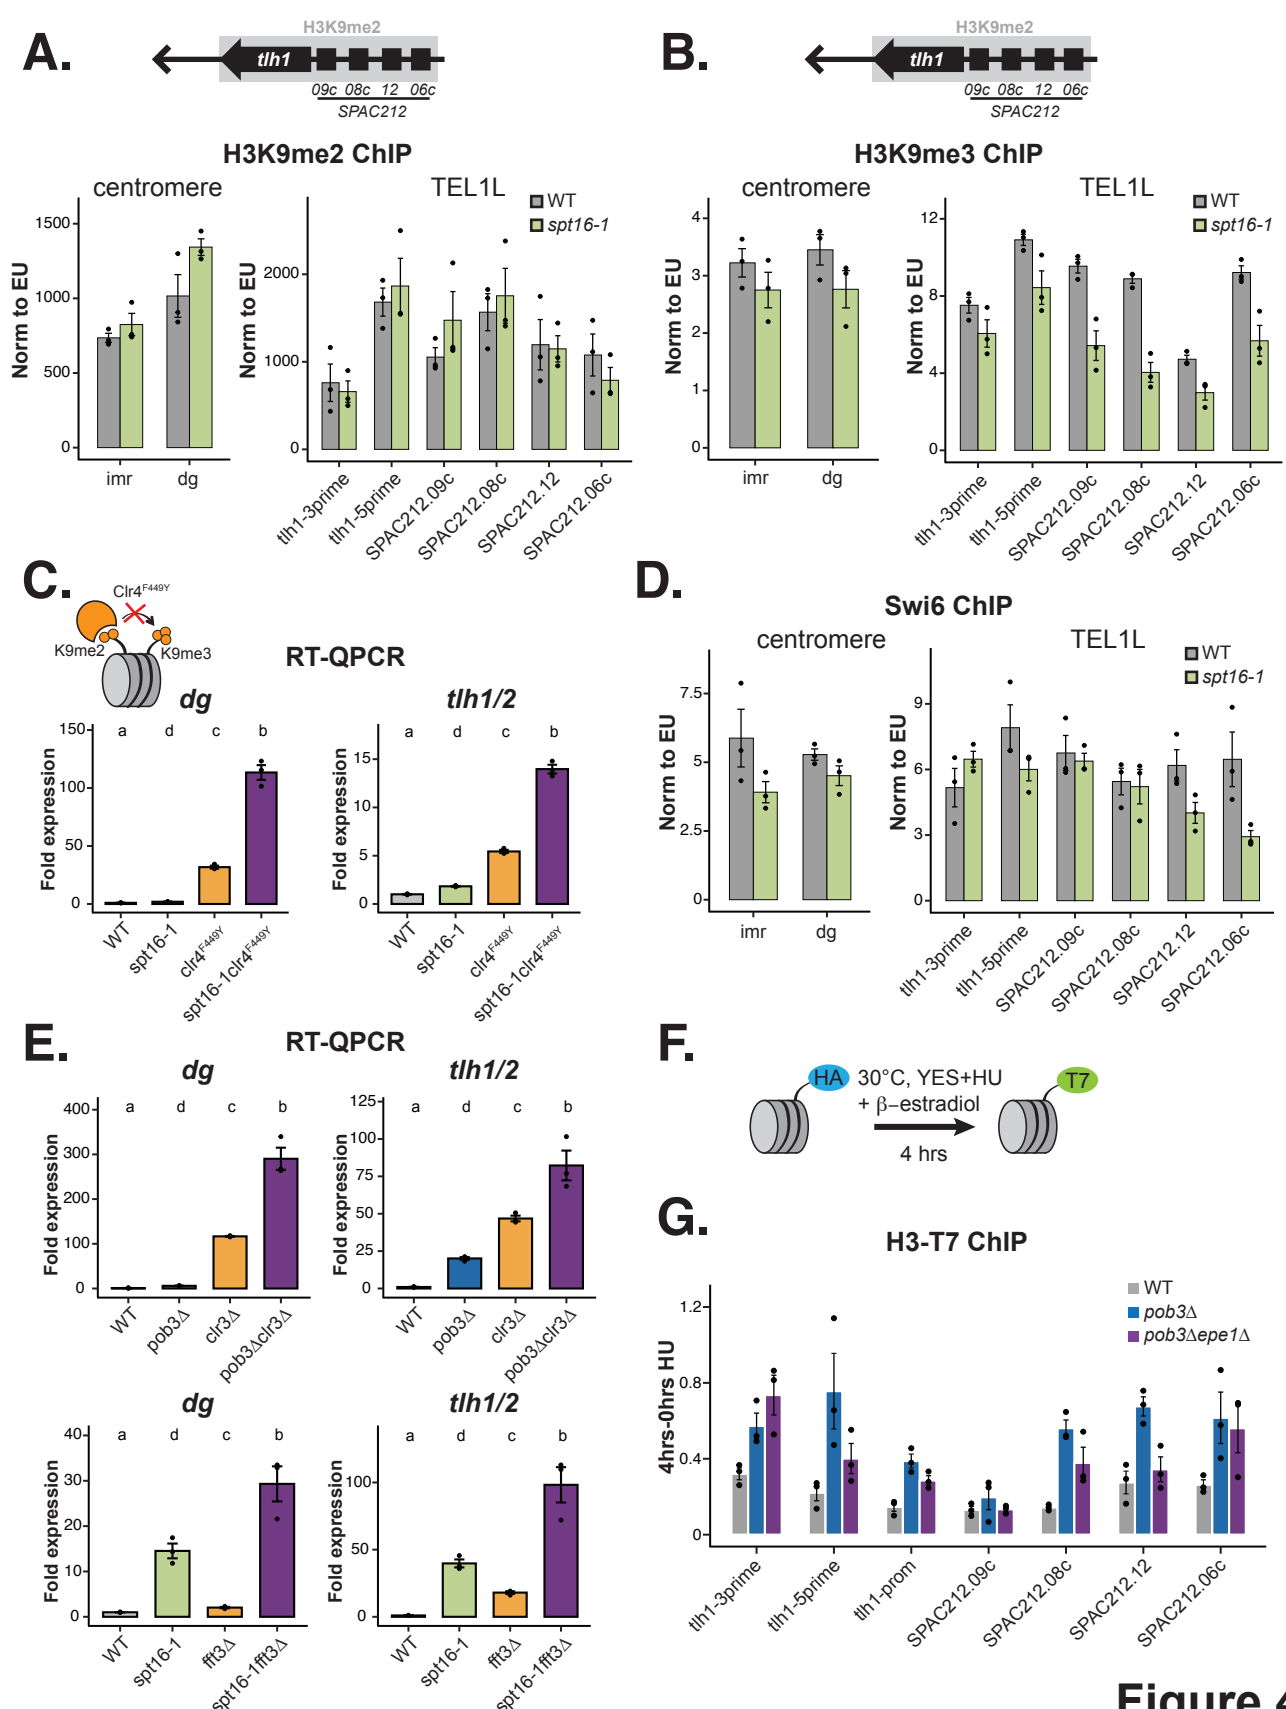 A.
H3K9me2
tlh1
09c 08c 12 06c
SPAC212
H3K9me2 ChIP
centromere
TEL1L
WT
spt16-1
Norm to EU
1500
1000
500
0
imr
dg
Norm to EU
2000
1000
0
tlh1-3prime
tlh1-5prime
SPAC212.09c
SPAC212.08c
SPAC212.12
SPAC212.06c
B.
H3K9me2
tlh1
09c 08c 12 06c
SPAC212
H3K9me3 ChIP
centromere
TEL1L
WT
spt16-1
Norm to EU
4
3
2
1
0
imr
dg
Norm to EU
12
8
4
0
tlh1-3prime
tlh1-5prime
SPAC212.09c
SPAC212.08c
SPAC212.12
SPAC212.06c
C.
Clr4F449Y
K9me2
K9me3
RT-QPCR
dg
Fold expression
150
100
50
0
a d c b
WT
spt16-1
clr4F449Y
spt16-1clr4F449Y
tlh1/2
Fold expression
15
10
5
0
a d c b
WT
spt16-1
clr4F449Y
spt16-1clr4F449Y
D.
Swi6 ChIP
centromere
TEL1L
WT
spt16-1
Norm to EU
7.5
5.0
2.5
0
imr
dg
Norm to EU
9
6
3
0
tlh1-3prime
tlh1-5prime
SPAC212.09c
SPAC212.08c
SPAC212.12
SPAC212.06c
E.
RT-QPCR
dg
Fold expression
400
300
200
100
0
a d c b
WT
pob3Δ
clr3Δ
pob3Δclr3Δ
tlh1/2
Fold expression
125
100
75
50
25
0
a d c b
WT
pob3Δ
clr3Δ
pob3Δclr3Δ
dg
Fold expression
40
30
20
10
0
a d c b
WT
spt16-1
fft3Δ
spt16-1fft3Δ
tlh1/2
Fold expression
100
50
0
a d c b
WT
spt16-1
fft3Δ
spt16-1fft3Δ
F.
HA
30°C, YES+HU
+ β-estradiol
4 hrs
T7
G.
H3-T7 ChIP
WT
pob3Δ
pob3Δepe1Δ
4hrs-0hrs HU
1.2
0.8
0.4
0
tlh1-3prime
tlh1-5prime
tlh1-prom
SPAC212.09c
SPAC212.08c
SPAC212.12
SPAC212.06c
Figure 4